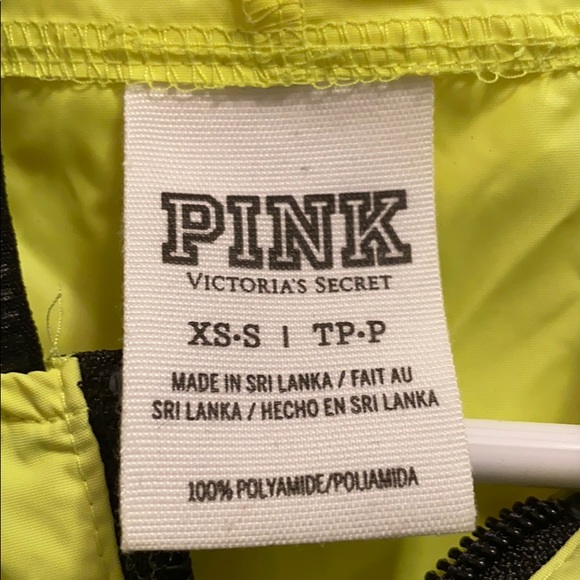 PINK
VICTORIA'S SECRET
XS•S | TP•P
MADE IN SRI LANKA / FAIT AU
SRI LANKA / HECHO EN SRI LANKA
100% POLYAMIDE/POLIAMIDA